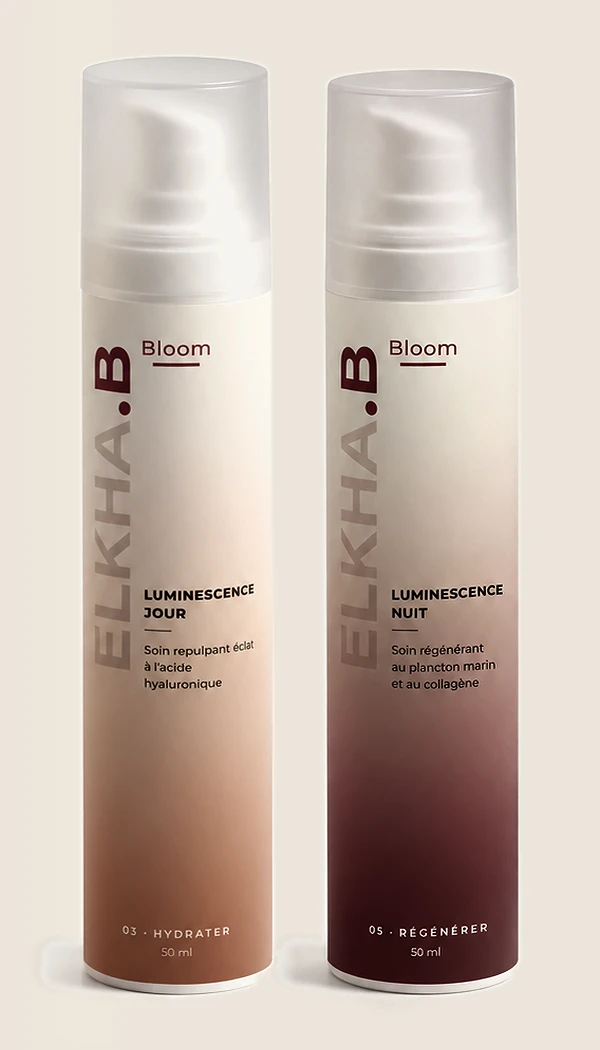 ELKHA.B
Bloom
LUMINESCENCE
JOUR
Soin repulpant éclat
à l'acide
hyaluronique
03 · HYDRATER
50 ml
ELKHA.B
Bloom
LUMINESCENCE
NUIT
Soin régénérant
au plancton marin
et au collagène
05 · RÉGÉNÉRER
50 ml